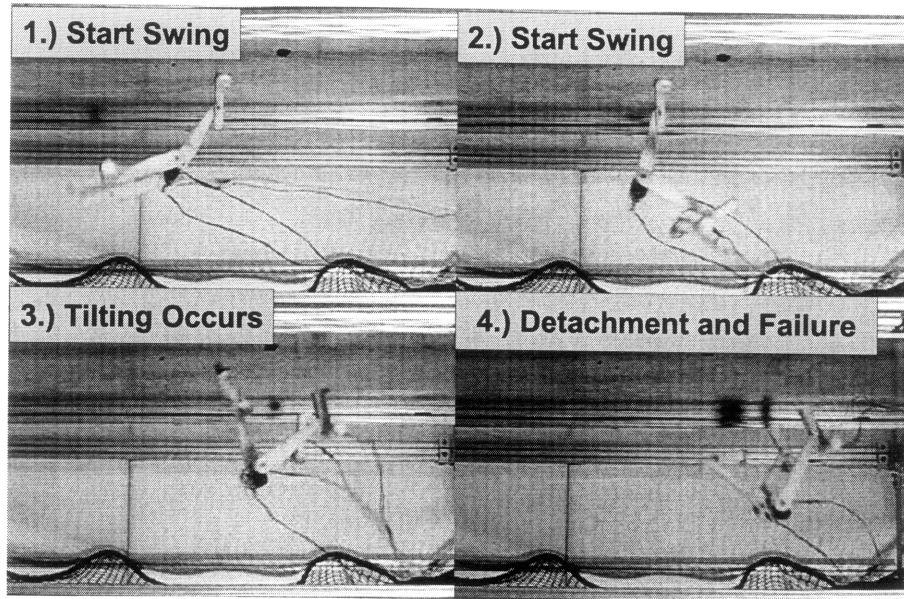 1.) Start Swing
2.) Start Swing
3.) Tilting Occurs
4.) Detachment and Failure